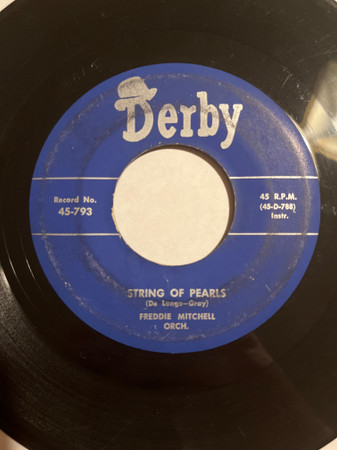 Derby
Record No.
45-793
45 R.P.M.
(45-D-788)
Instr.
STRING OF PEARLS
(De Lange—Gray)
FREDDIE MITCHELL
ORCH.